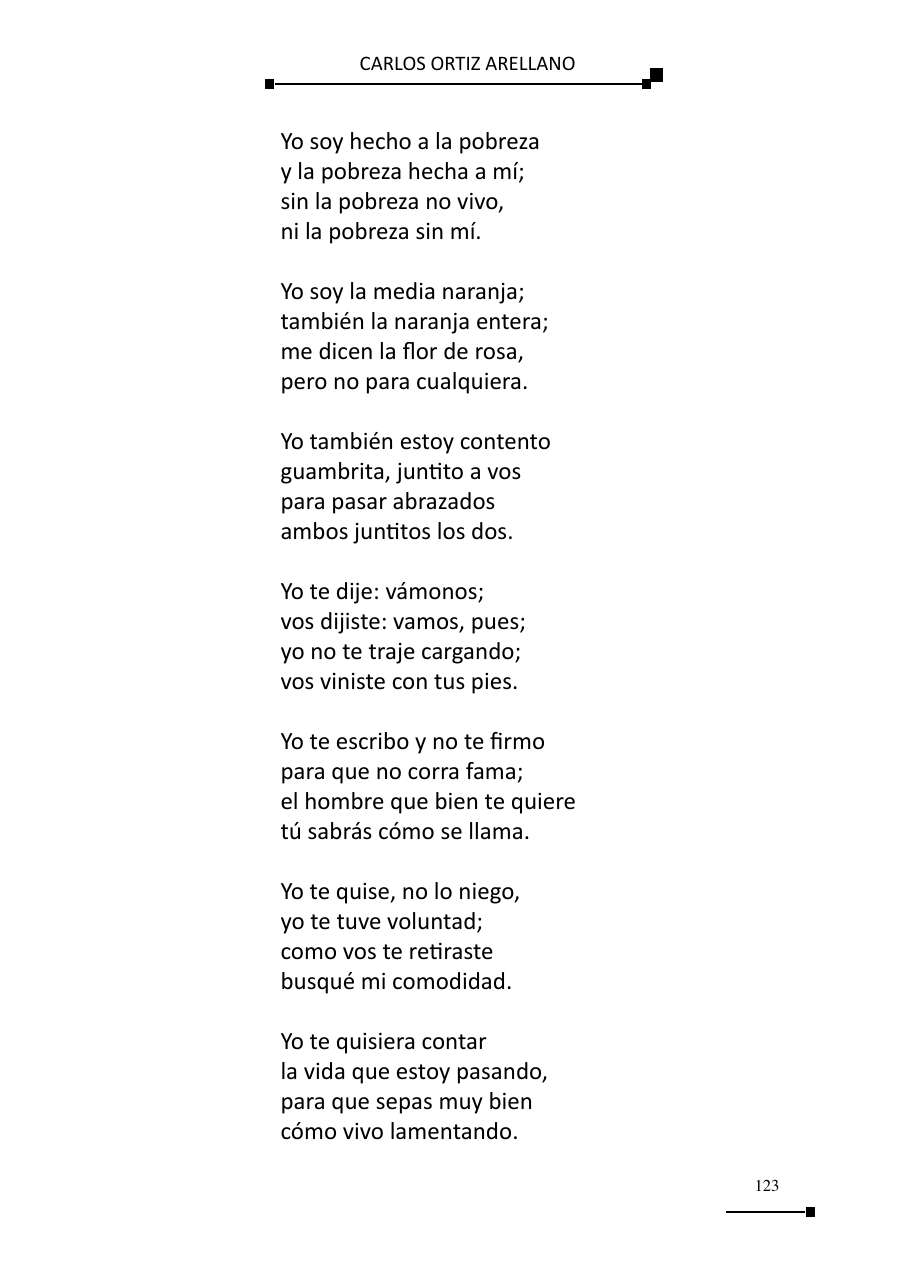 CARLOS ORTIZ ARELLANO
Yo soy hecho a la pobreza
y la pobreza hecha a mí;
sin la pobreza no vivo,
ni la pobreza sin mí.
Yo soy la media naranja;
también la naranja entera;
me dicen la flor de rosa,
pero no para cualquiera.
Yo también estoy contento
guambrita, juntito a vos
para pasar abrazados
ambos juntitos los dos.
Yo te dije: vámonos;
vos dijiste: vamos, pues;
yo no te traje cargando;
vos viniste con tus pies.
Yo te escribo y no te firmo
para que no corra fama;
el hombre que bien te quiere
tú sabrás cómo se llama.
Yo te quise, no lo niego,
yo te tuve voluntad;
como vos te retiraste
busqué mi comodidad.
Yo te quisiera contar
la vida que estoy pasando,
para que sepas muy bien
cómo vivo lamentando.
123